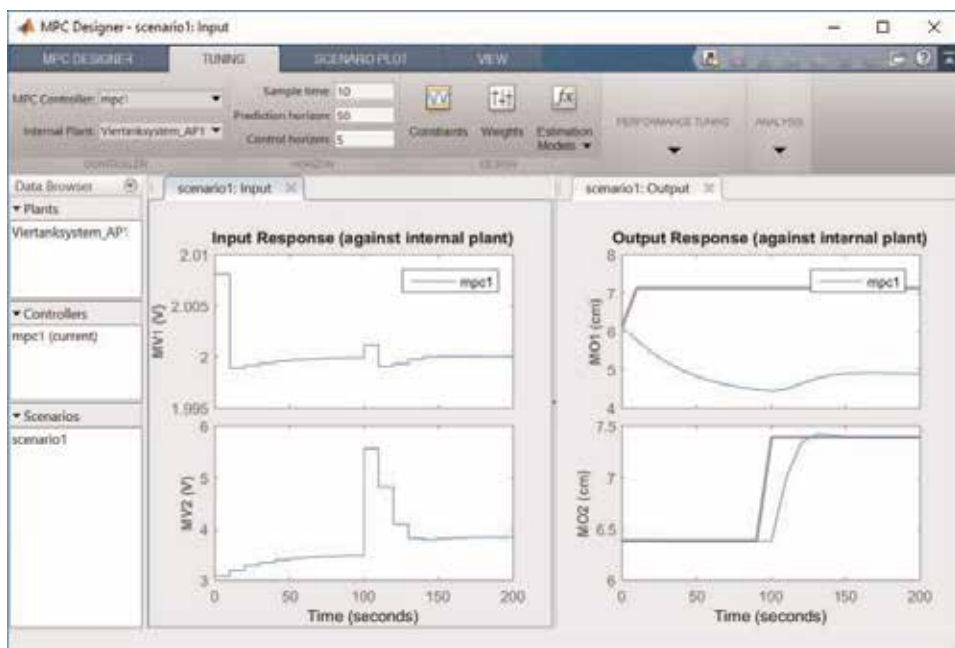 MPC Designer - scenario1: Input
MPC DESIGNER
TUNING
SCENARIO PLOT
VIEW
MPC Controller: mpc1
Internal Plant: Viertanksystem_AP1
Sample time: 10
Prediction horizon: 50
Control horizon: 5
Constraints
Weights
Estimation
Models
PERFORMANCE TUNING
ANALYSIS
CONTROLLER
HORIZON
DESIGN
Data Browser
Plants
Viertanksystem_AP1
Controllers
mpc1 (current)
Scenarios
scenario1
scenario1: Input
Input Response (against internal plant)
2.01
2.005
2
1.995
MV1 (V)
mpc1
6
5
4
3
MV2 (V)
0
50
100
150
200
Time (seconds)
scenario1: Output
Output Response (against internal plant)
8
7
6
5
4
MO1 (cm)
mpc1
7.5
7
6.5
6
MO2 (cm)
0
50
100
150
200
Time (seconds)